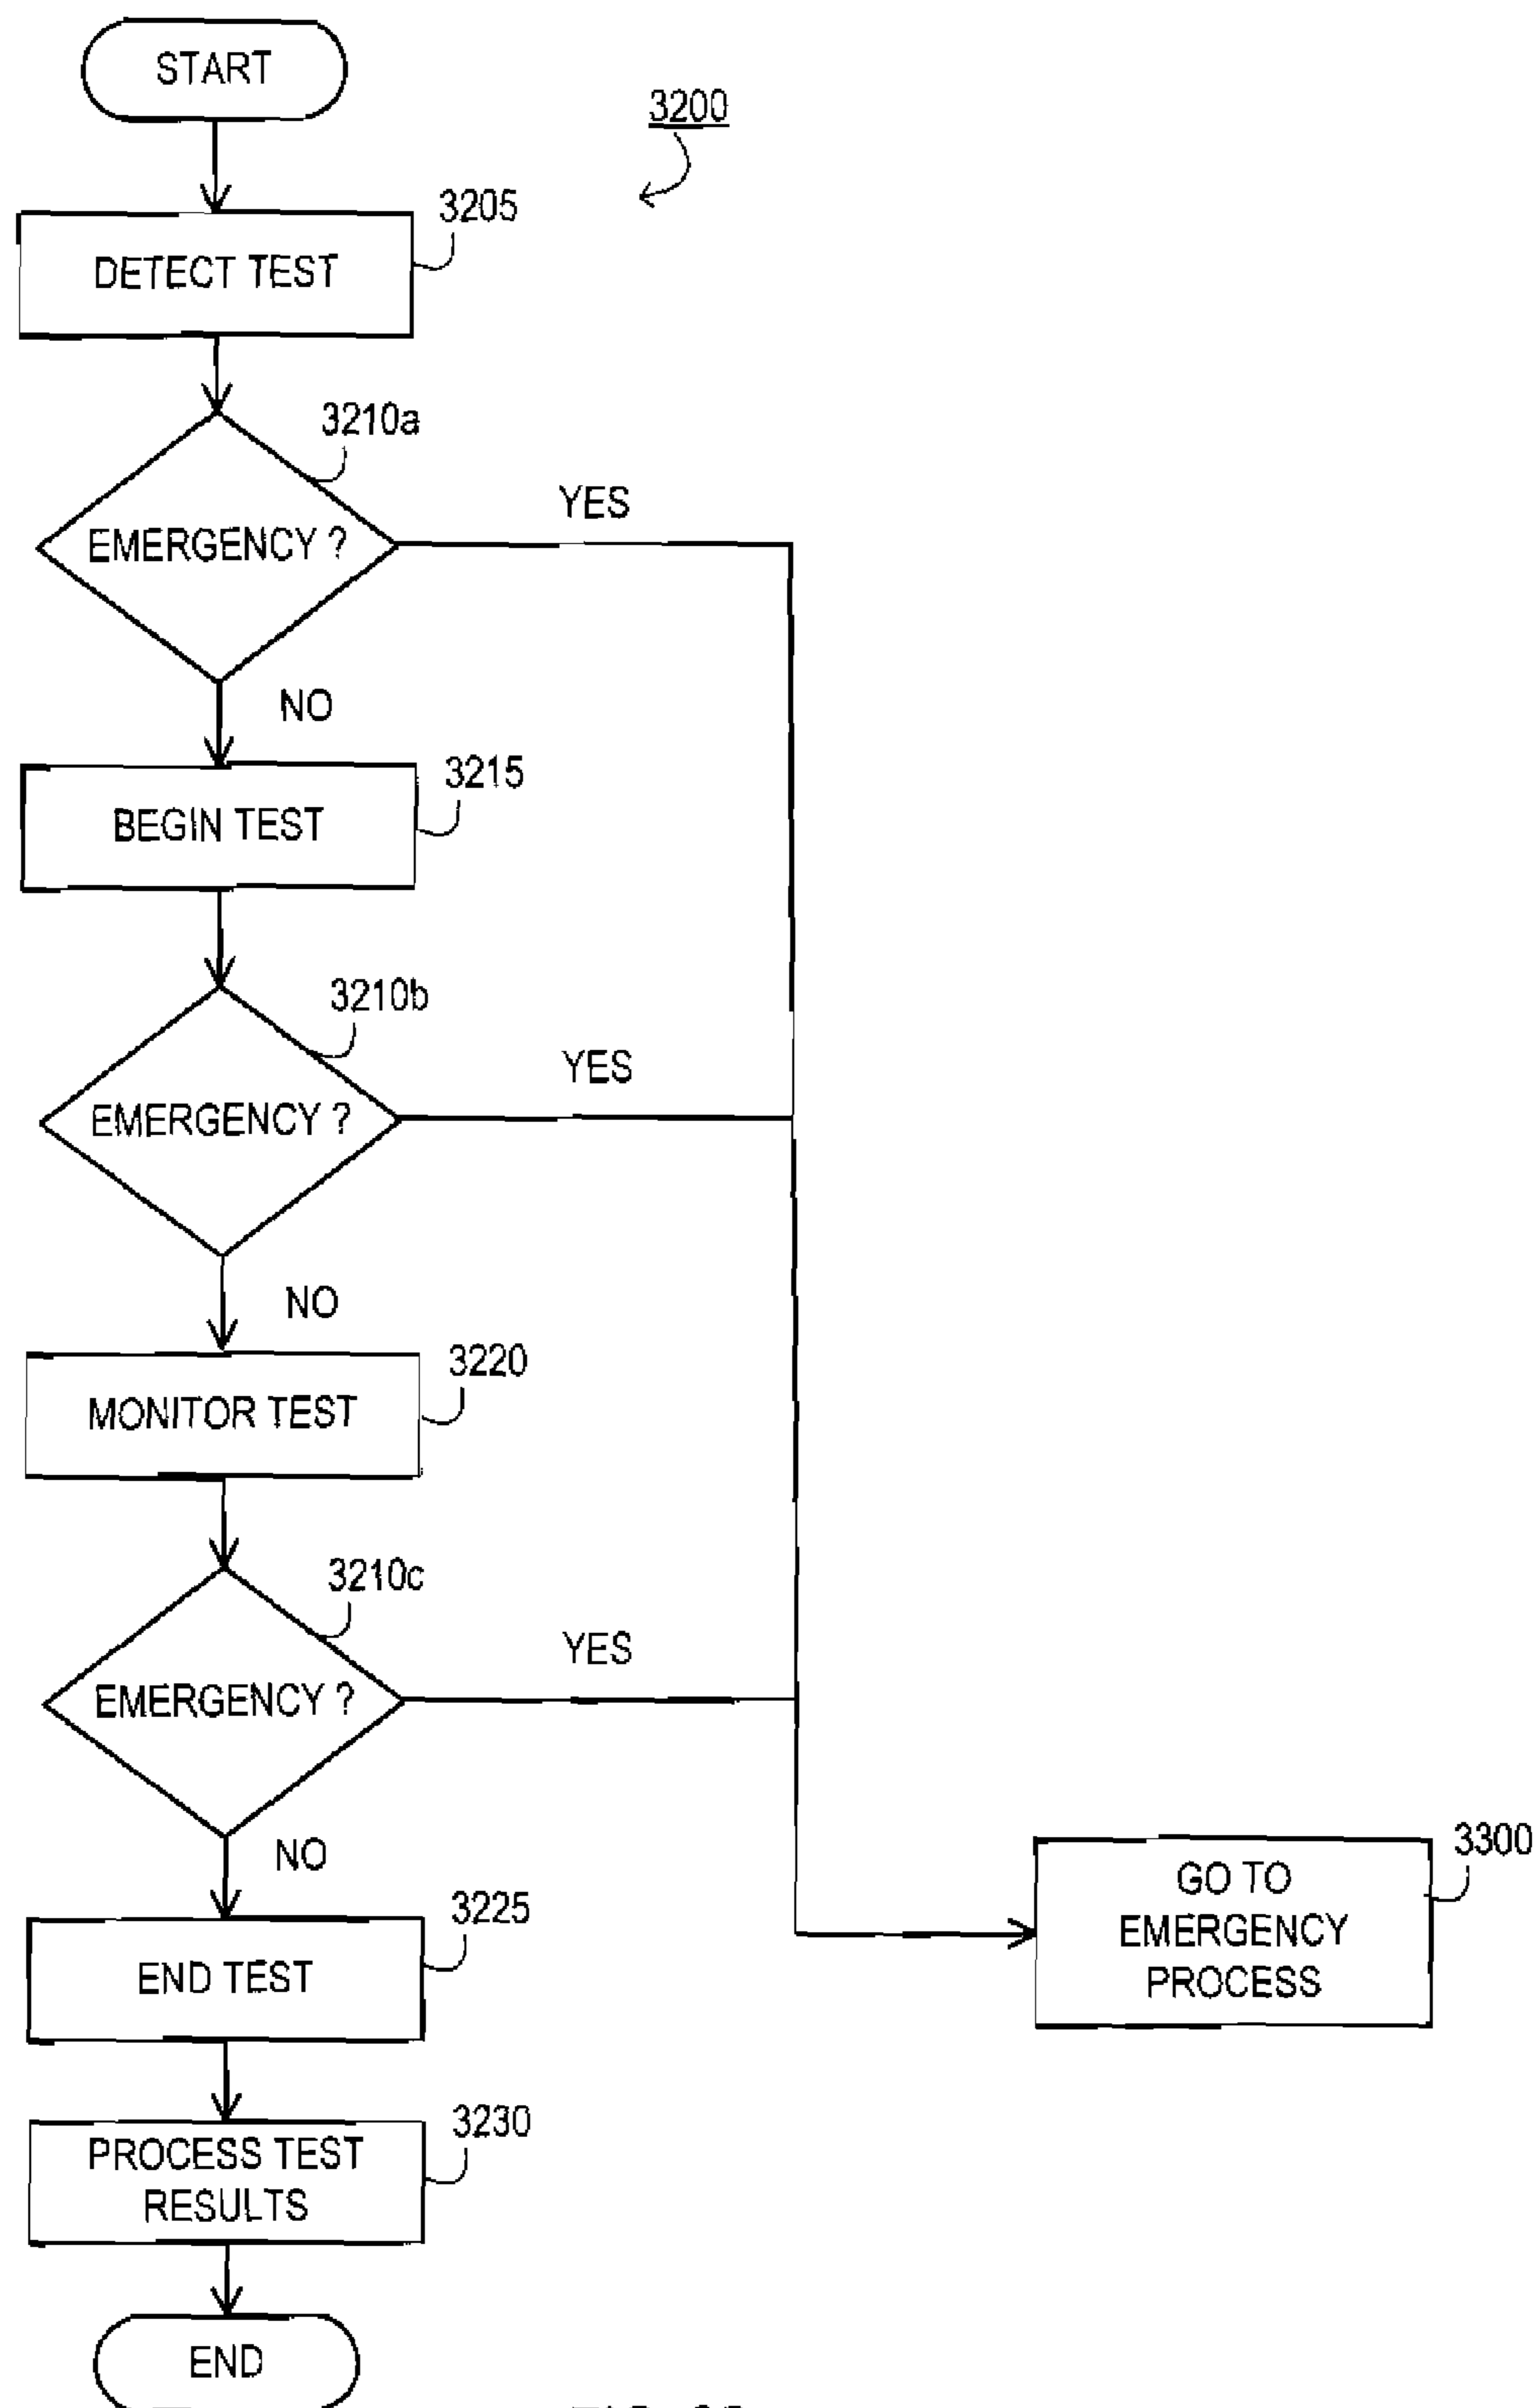 START
3200
3205
DETECT TEST
3210a
YES
EMERGENCY ?
NO
3215
BEGIN TEST
3210b
YES
EMERGENCY ?
NO
3220
MONITOR TEST
3210c
YES
EMERGENCY ?
NO
3300
GO TO
EMERGENCY
PROCESS
3225
END TEST
3230
PROCESS TEST
RESULTS
END